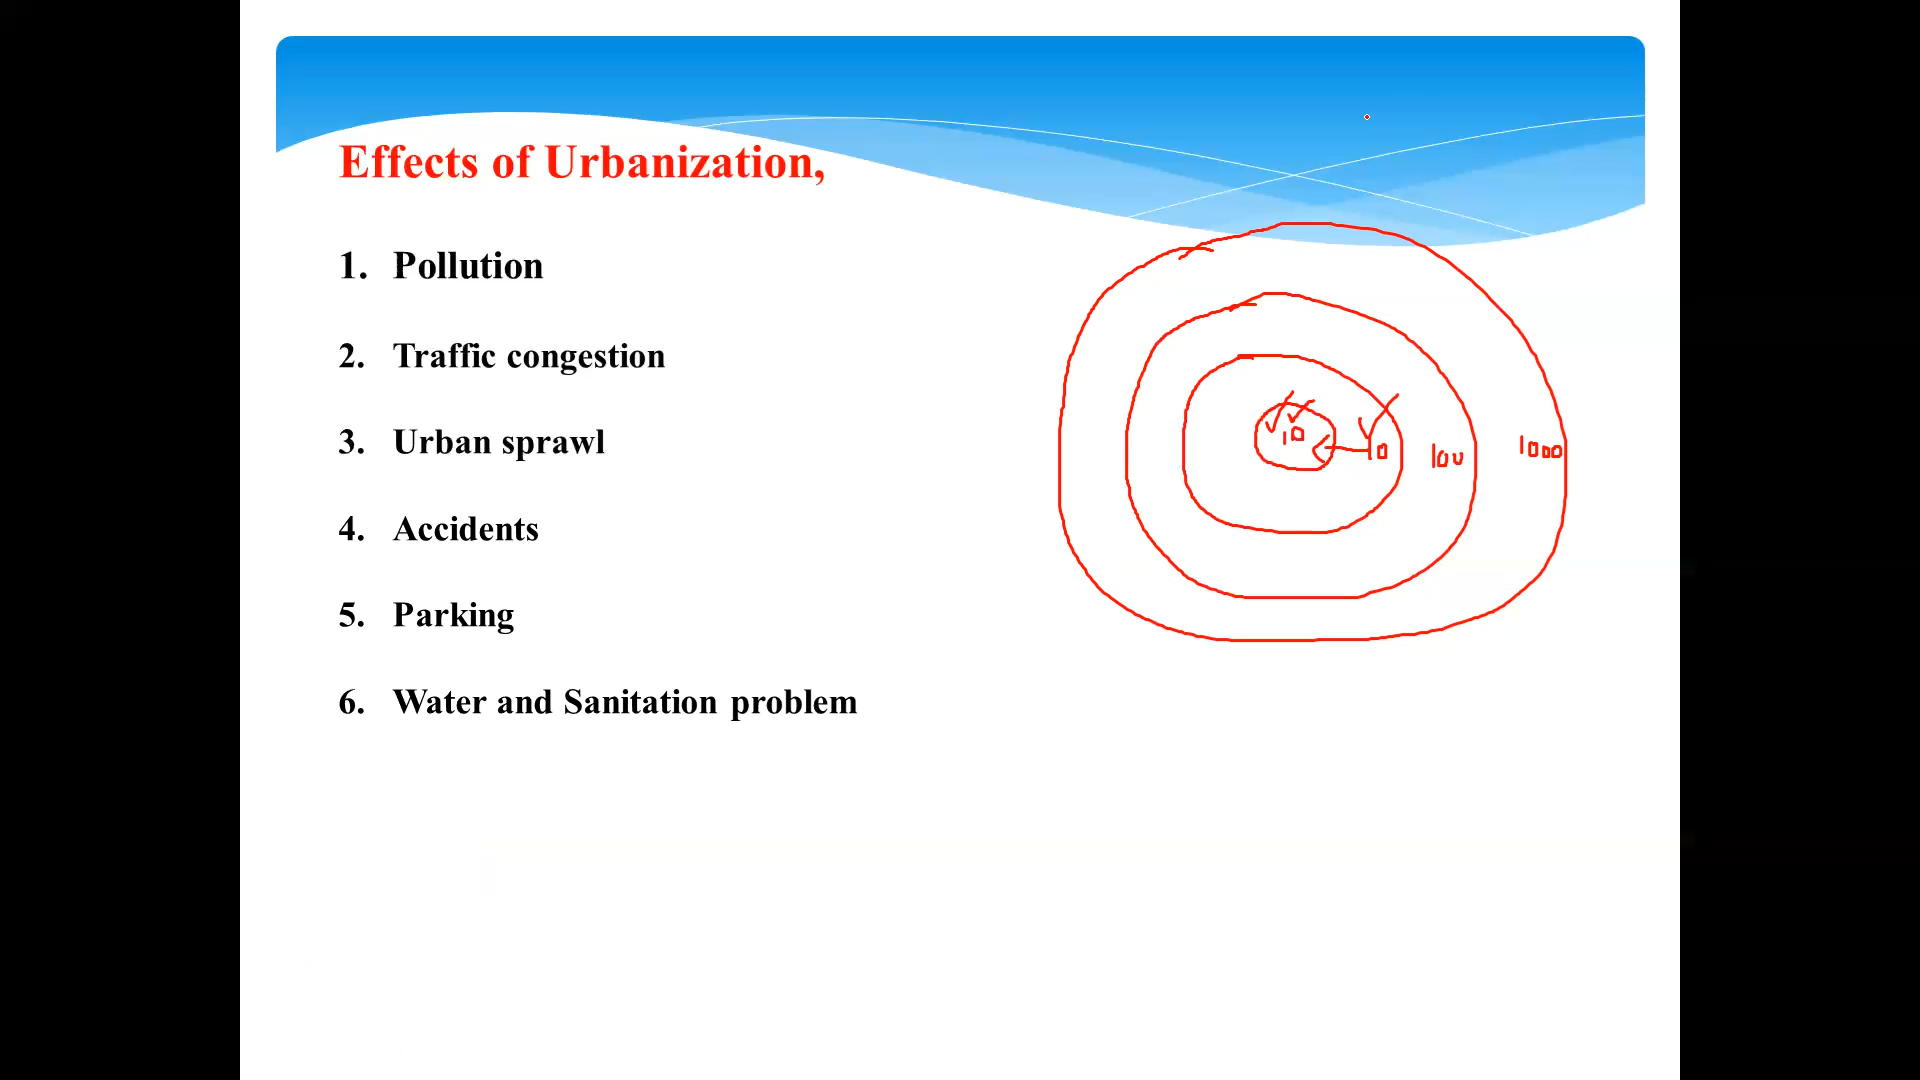 Effects of Urbanization,
1. Pollution
2. Traffic congestion
3. Urban sprawl
4. Accidents
5. Parking
6. Water and Sanitation problem
10
10
100
1000